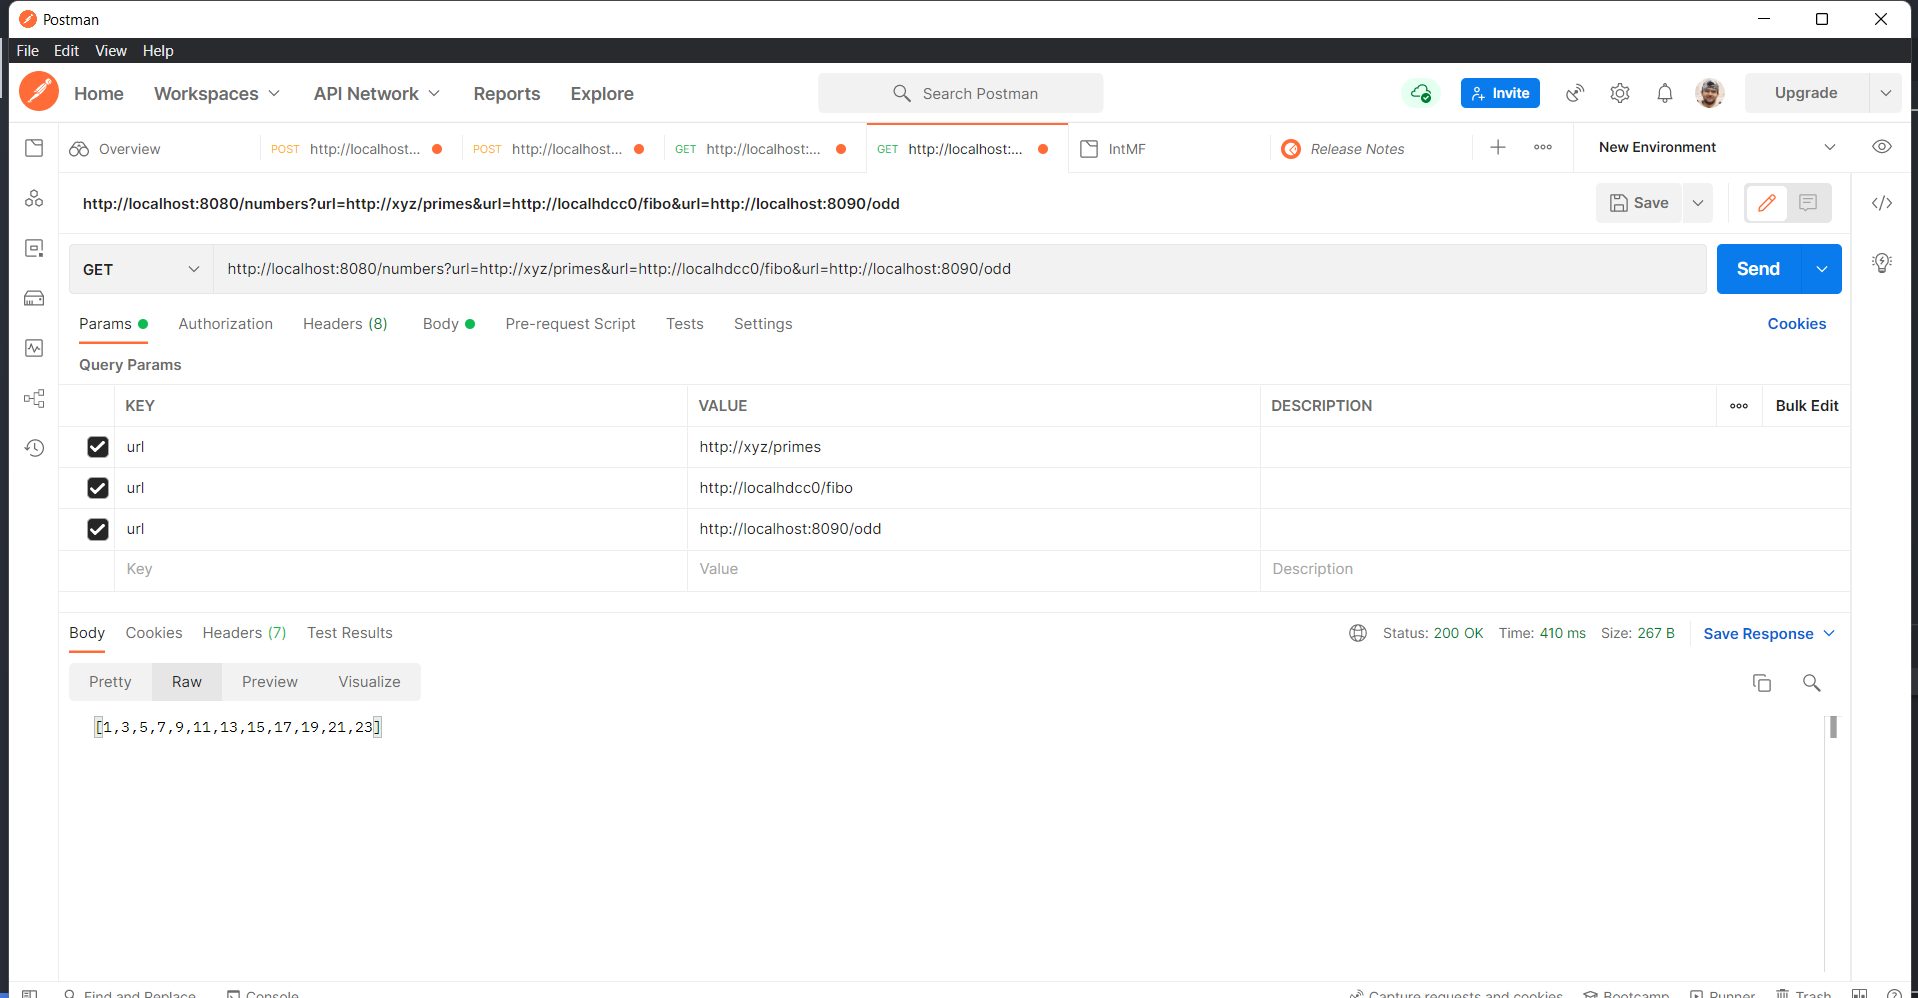 Postman
File Edit View Help
Home Workspaces API Network Reports Explore Search Postman Invite Upgrade
Overview POST http://localhost... POST http://localhost... GET http://localhost:... GET http://localhost:... IntMF Release Notes New Environment
http://localhost:8080/numbers?url=http://xyz/primes&url=http://localhdcc0/fibo&url=http://localhost:8090/odd Save
GET http://localhost:8080/numbers?url=http://xyz/primes&url=http://localhdcc0/fibo&url=http://localhost:8090/odd Send
Params Authorization Headers (8) Body Pre-request Script Tests Settings Cookies
Query Params
KEY VALUE DESCRIPTION Bulk Edit
url http://xyz/primes
url http://localhdcc0/fibo
url http://localhost:8090/odd
Key Value Description
Body Cookies Headers (7) Test Results Status: 200 OK Time: 410 ms Size: 267 B Save Response
Pretty Raw Preview Visualize
[1,3,5,7,9,11,13,15,17,19,21,23]
Find and Replace Console Capture requests and cookies Bootcamp Runner Trash